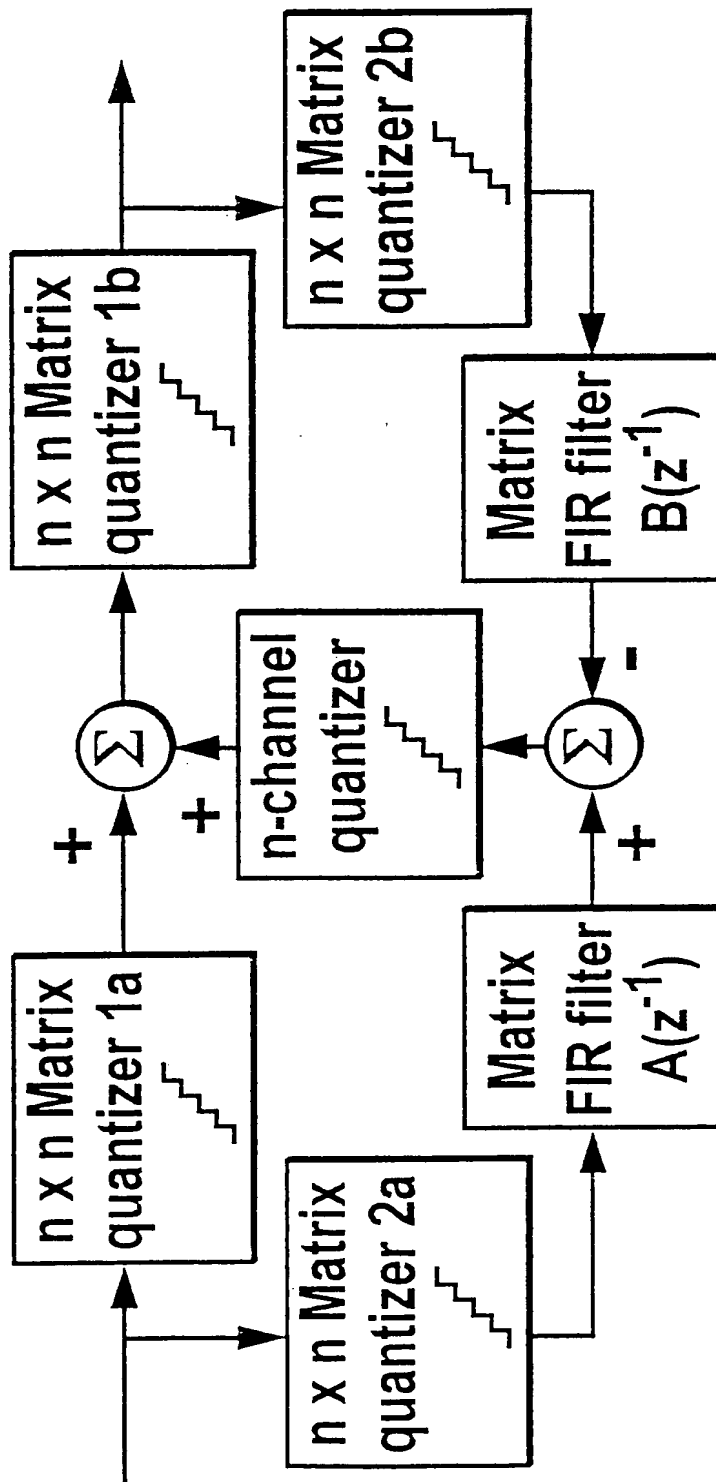 n x n Matrix
quantizer 1a
+
Σ
n x n Matrix
quantizer 1b
n x n Matrix
quantizer 2a
+
n-channel
quantizer
n x n Matrix
quantizer 2b
Matrix
FIR filter
A(z⁻¹)
+
Σ
-
Matrix
FIR filter
B(z⁻¹)